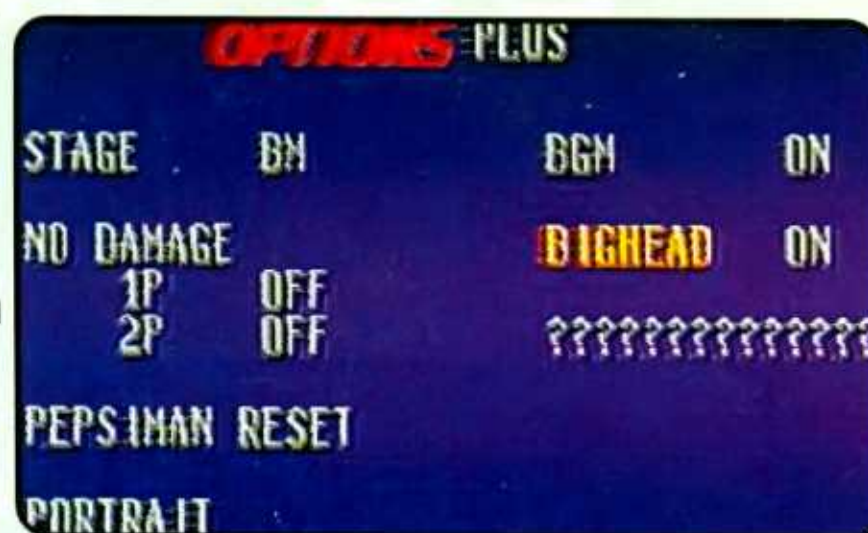 OPTIONS PLUS
STAGE BM BGM ON
NO DAMAGE BIGHEAD ON
1P OFF
2P OFF ?????????????
PEPSIMAN RESET
PORTRAIT